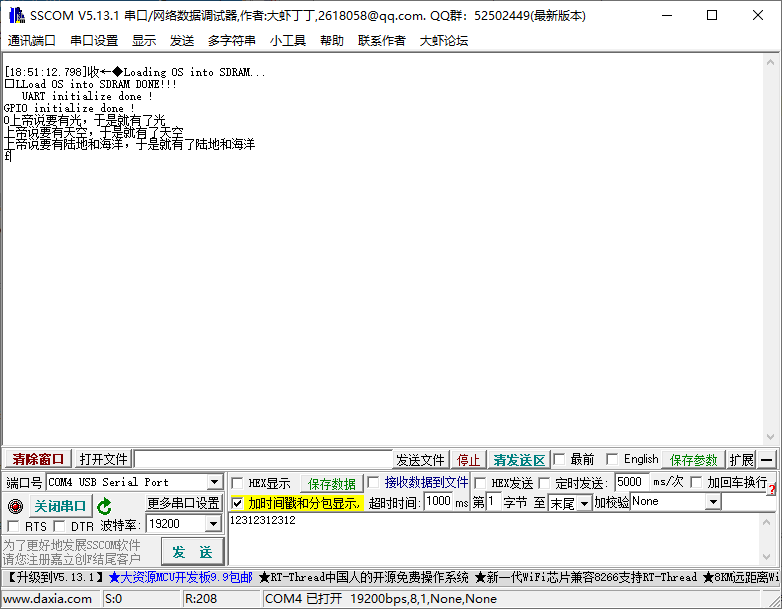 SSCOM V5.13.1 串口/网络数据调试器,作者:大虾丁丁,2618058@qq.com. QQ群: 52502449(最新版本)
通讯端口 串口设置 显示 发送 多字符串 小工具 帮助 联系作者 大虾论坛
[18:51:12.798]收←◆Loading OS into SDRAM...
□LLoad OS into SDRAM DONE!!!
UART initialize done !
GPIO initialize done !
0上帝说要有光，于是就有了光
上帝说要有天空，于是就有了天空
上帝说要有陆地和海洋，于是就有了陆地和海洋
f
清除窗口 打开文件 发送文件 停止 清发送区 最前 English 保存参数 扩展 —
端口号 COM4 USB Serial Port HEX显示 保存数据 接收数据到文件 HEX发送 定时发送: 5000 ms/次 加回车换行
关闭串口 更多串口设置 加时间戳和分包显示, 超时时间: 1000 ms 第1 字节 至 末尾 加校验 None ?
RTS DTR 波特率: 19200 12312312312
为了更好地发展SSCOM软件
请您注册嘉立创F结尾客户
发 送
【升级到V5.13.1】★大资源MCU开发板9.9包邮 ★RT-Thread中国人的开源免费操作系统 ★新一代WiFi芯片兼容8266支持RT-Thread ★8KM远距离Wi
www.daxia.com S:0 R:208 COM4 已打开 19200bps,8,1,None,None